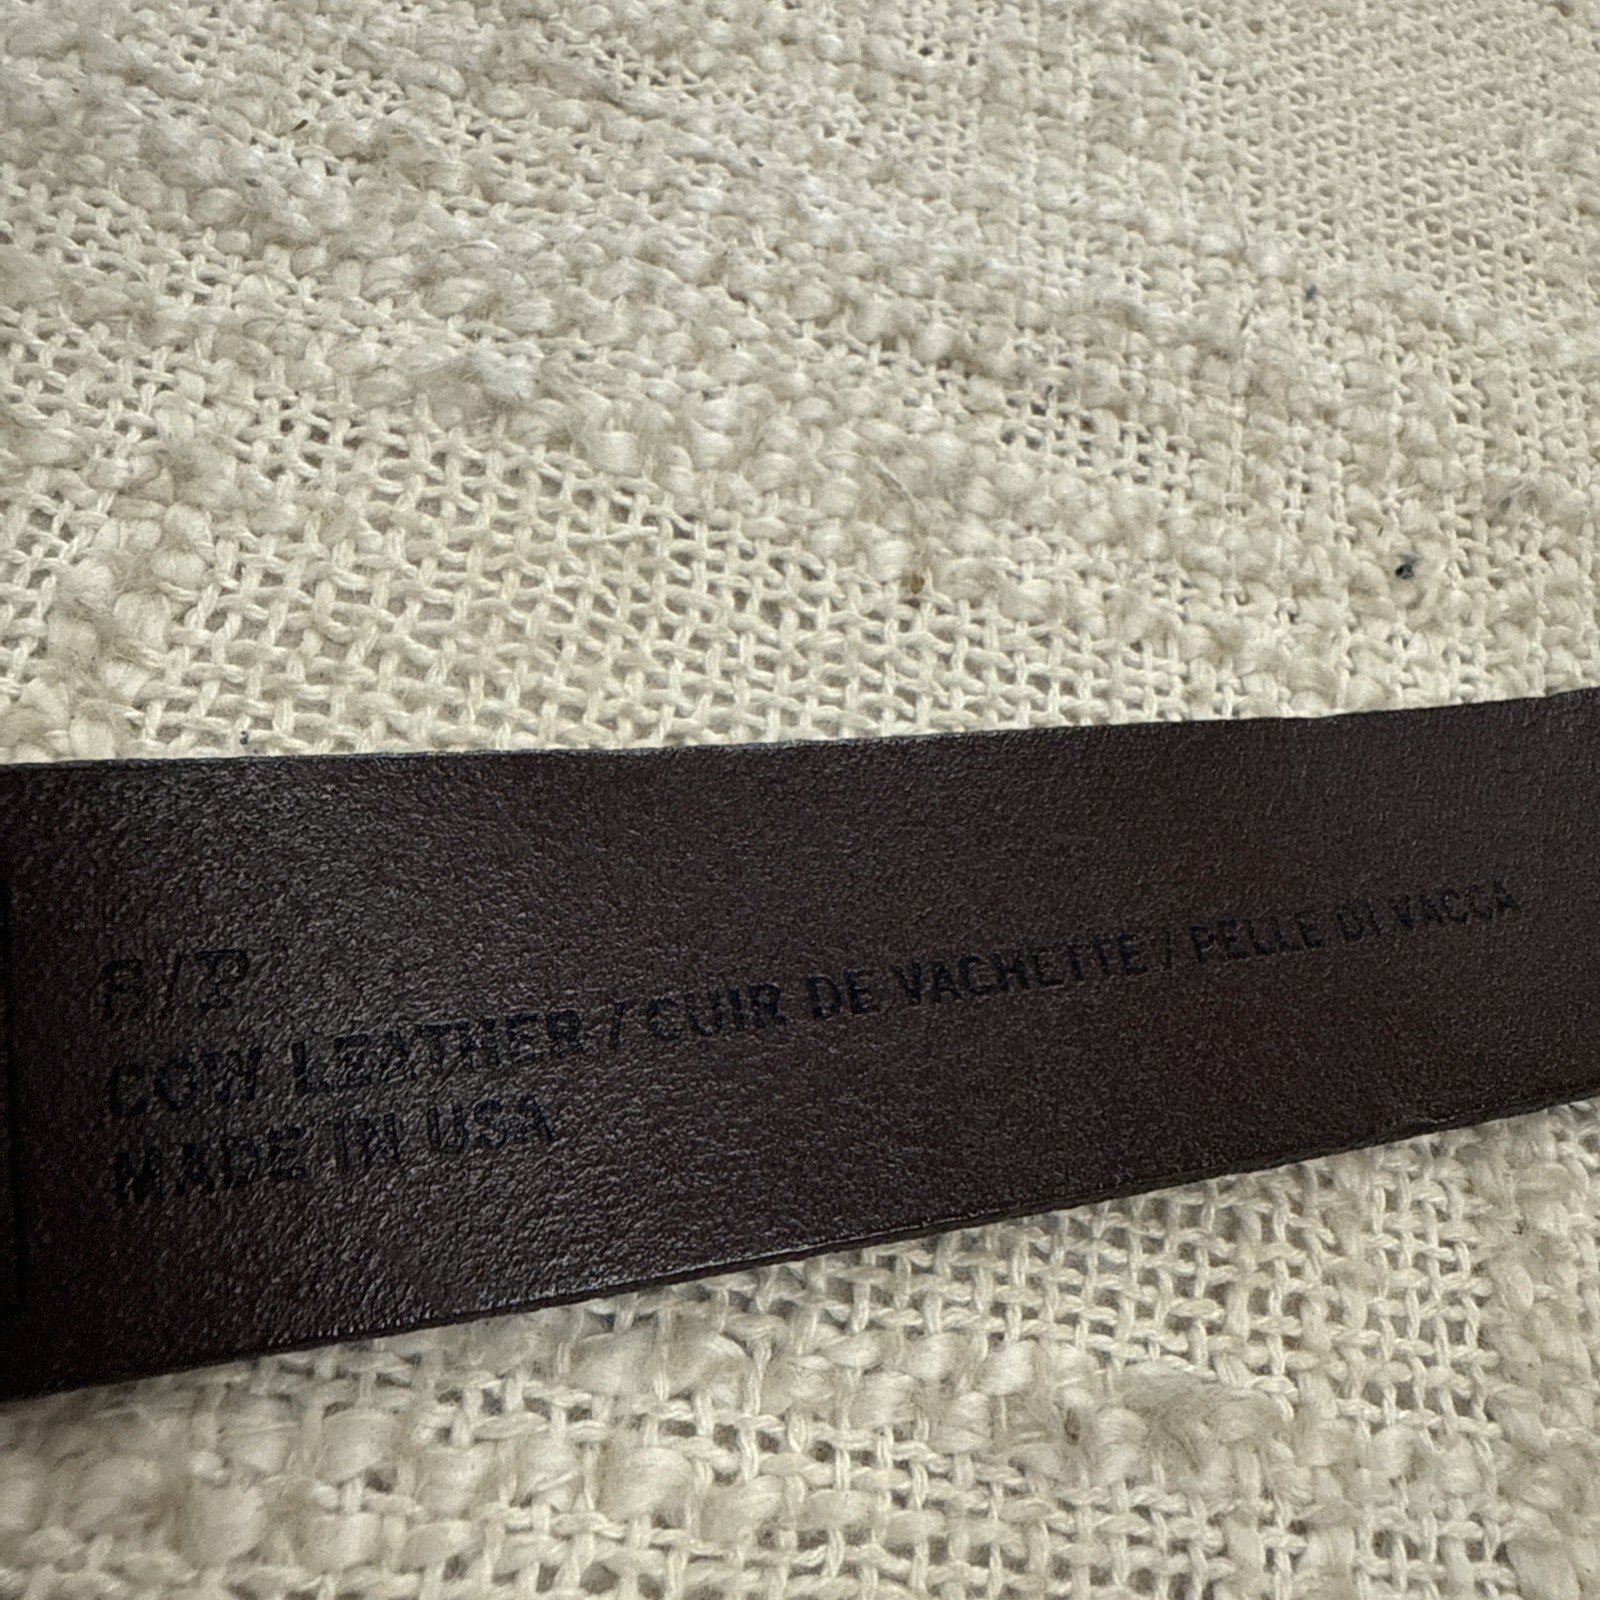 S/P
COW LEATHER / CUIR DE VACHETTE / PELLE DI VACCA
MADE IN USA